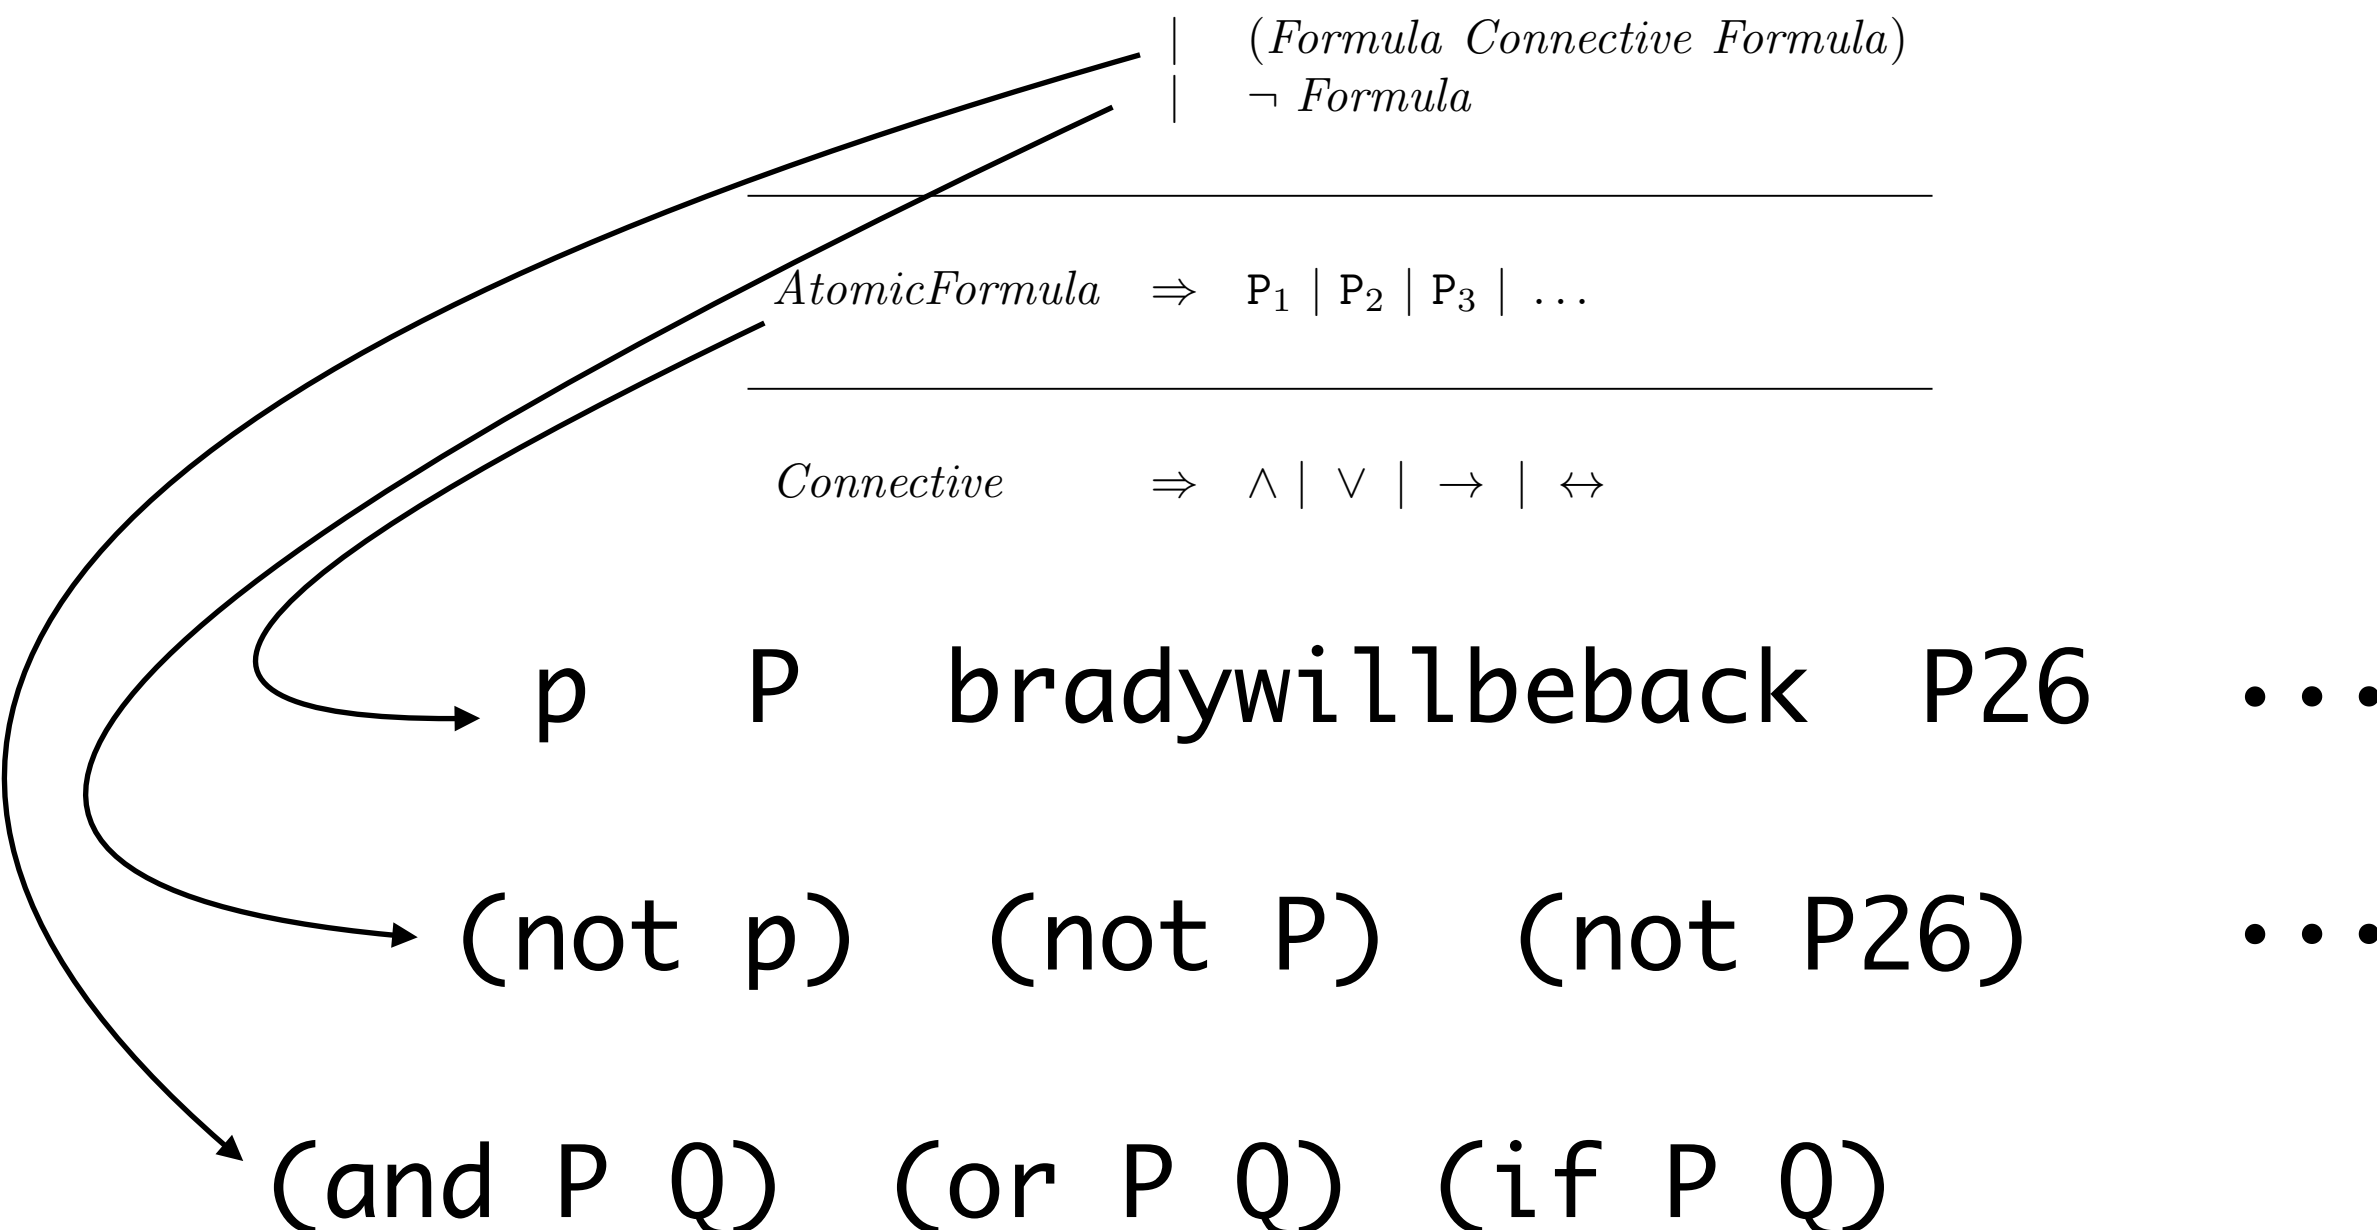 | (Formula Connective Formula)
| ¬ Formula
AtomicFormula ⇒ P₁ | P₂ | P₃ | ...
Connective ⇒ ∧ | ∨ | → | ↔
p P bradywillbeback P26 ...
(not p) (not P) (not P26) ...
(and P Q) (or P Q) (if P Q)